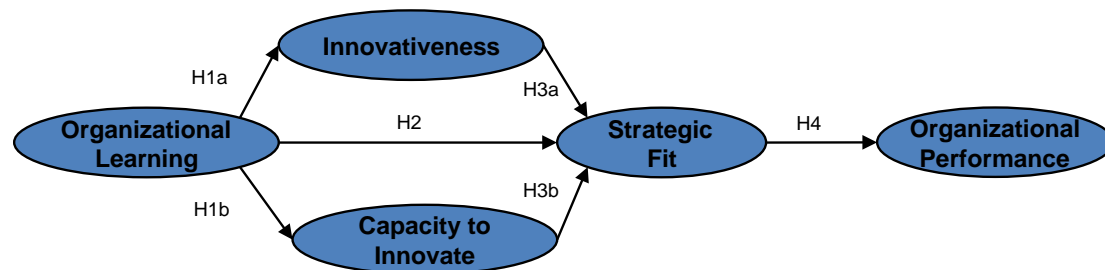 Innovativeness
H1a
H3a
Organizational
Learning
H2
Strategic
Fit
H4
Organizational
Performance
H1b
H3b
Capacity to
Innovate